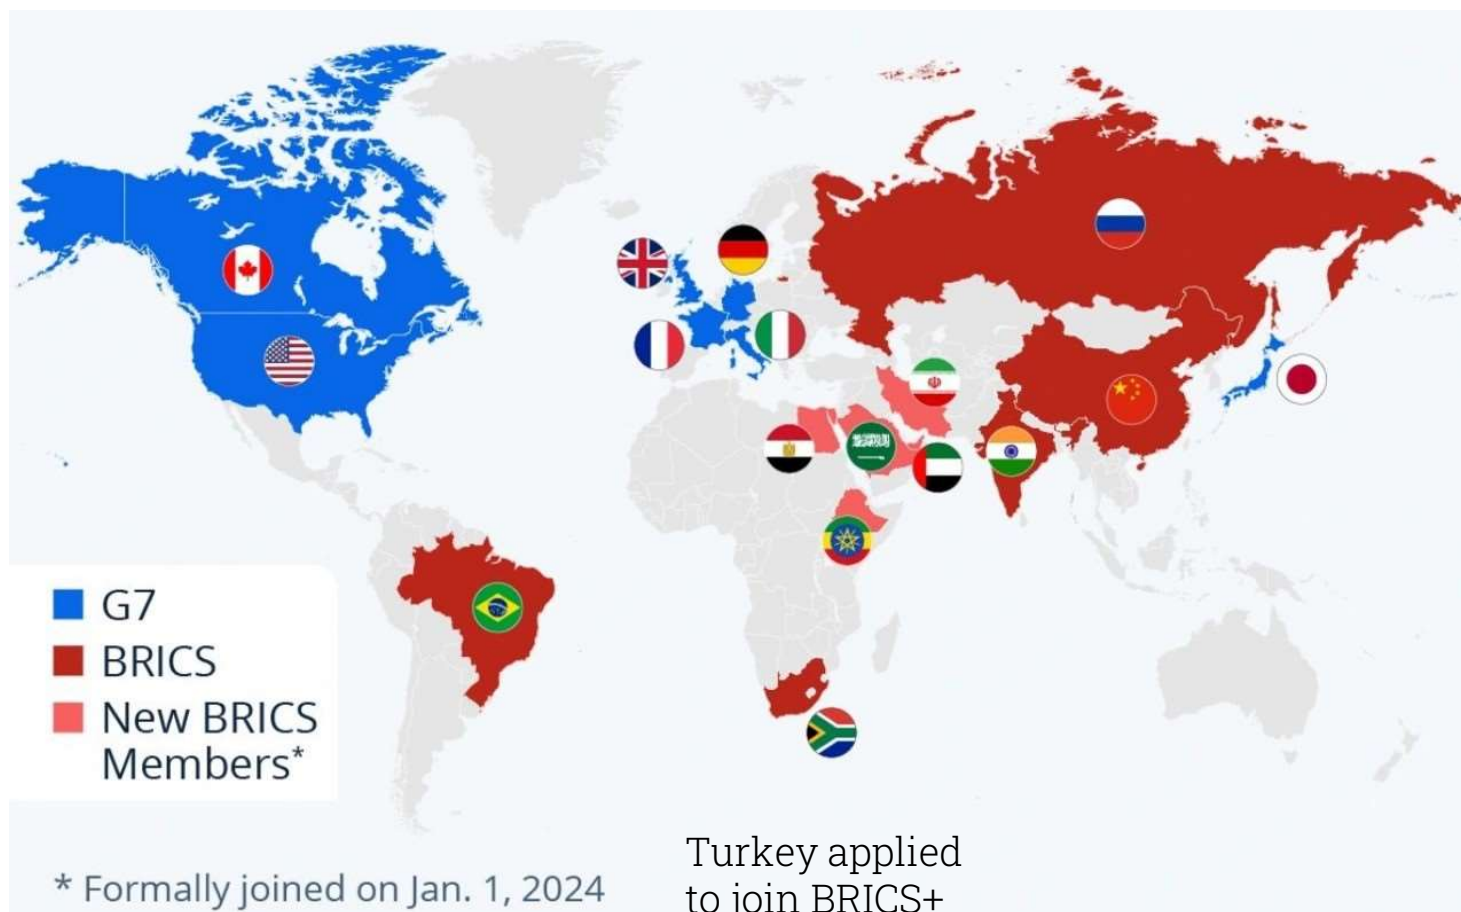 G7
BRICS
New BRICS
Members*
* Formally joined on Jan. 1, 2024
Turkey applied
to join BRICS+